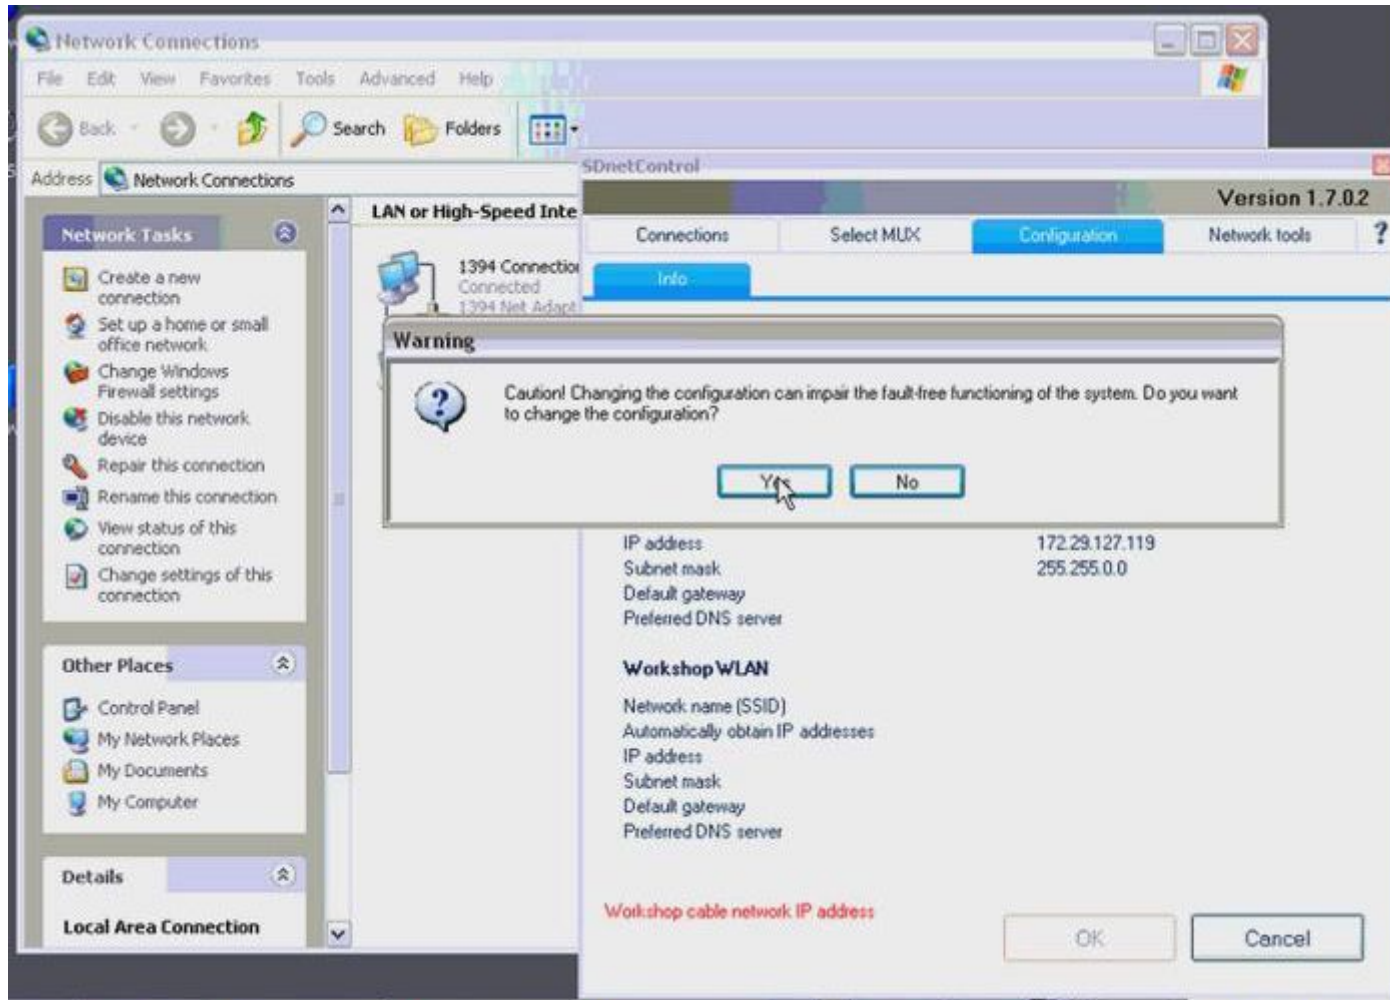 Network Connections
File Edit View Favorites Tools Advanced Help
Back Search Folders
Address Network Connections
Network Tasks
Create a new
connection
Set up a home or small
office network
Change Windows
Firewall settings
Disable this network
device
Repair this connection
Rename this connection
View status of this
connection
Change settings of this
connection
Other Places
Control Panel
My Network Places
My Documents
My Computer
Details
Local Area Connection
LAN or High-Speed Inte
1394 Connection
Connected
1394 Net Adapt
SDnetControl
Version 1.7.0.2
Connections Select MUX Configuration Network tools ?
Info
Warning
Caution! Changing the configuration can impair the fault-free functioning of the system. Do you want
to change the configuration?
Yes No
IP address 172.29.127.119
Subnet mask 255.255.0.0
Default gateway
Preferred DNS server
Workshop WLAN
Network name (SSID)
Automatically obtain IP addresses
IP address
Subnet mask
Default gateway
Preferred DNS server
Workshop cable network IP address
OK Cancel